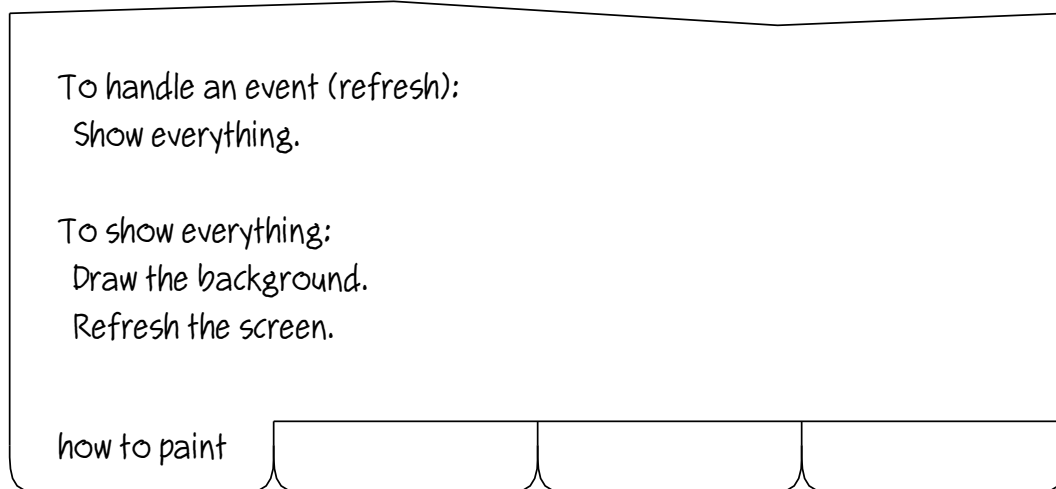 To handle an event (refresh):
Show everything.
To show everything:
Draw the background.
Refresh the screen.
how to paint